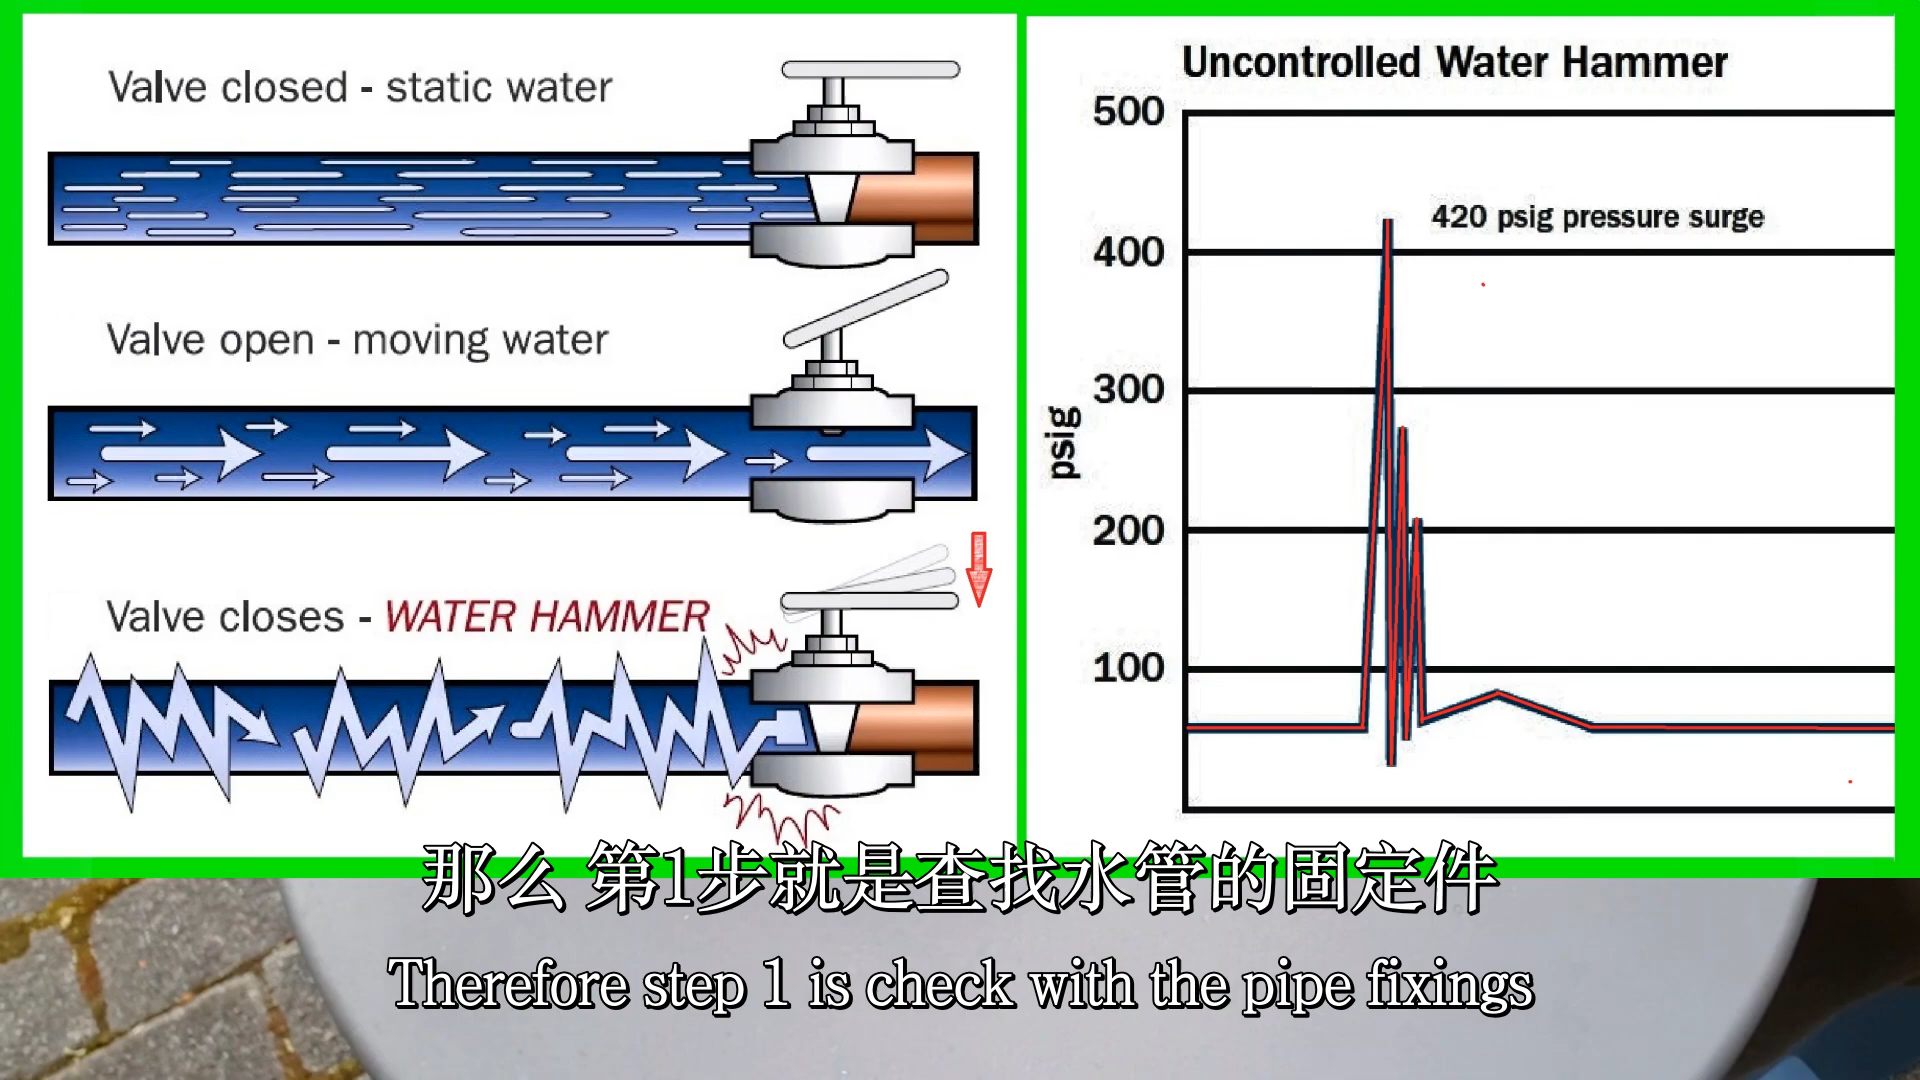 Valve closed - static water
Valve open - moving water
Valve closes - WATER HAMMER
Uncontrolled Water Hammer
500
420 psig pressure surge
400
300
psig
200
100
那么 第1步就是查找水管的固定件
Therefore step 1 is check with the pipe fixings